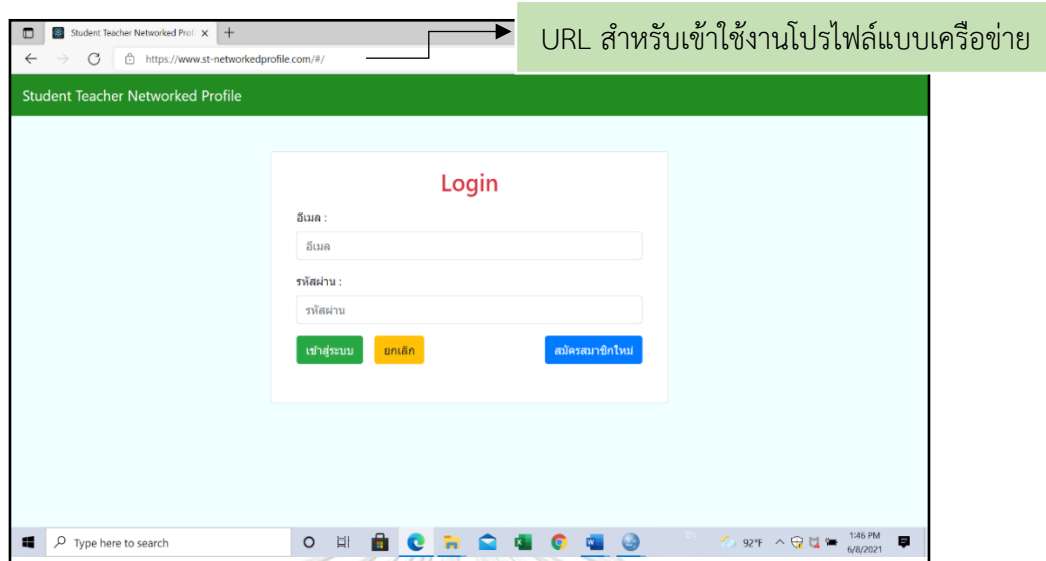 Student Teacher Networked Prof
URL สำหรับเข้าใช้งานโปรไฟล์แบบเครือข่าย
https://www.st-networkedprofile.com/#/
Student Teacher Networked Profile
Login
อีเมล :
อีเมล
รหัสผ่าน :
รหัสผ่าน
เข้าสู่ระบบ ยกเลิก สมัครสมาชิกใหม่
Type here to search
92°F
1:46 PM
6/8/2021